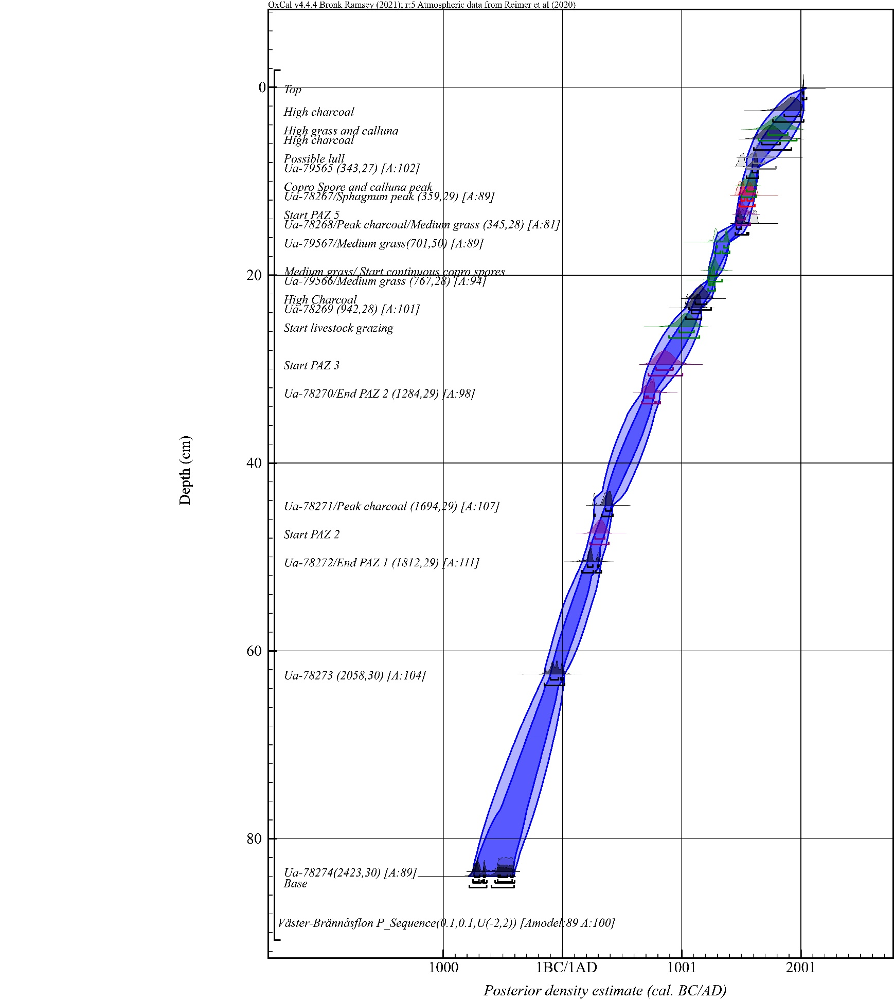 OxCal v4.4.4 Bronk Ramsey (2021); r:5 Atmospheric data from Reimer et al (2020)
0
Top
High charcoal
High grass and calluna
High charcoal
Possible lull
Ua-79565 (343,27) [A:102]
Copro Spore and calluna peak
Ua-78267/Sphagnum peak (359,29) [A:89]
Start PAZ 5
Ua-78268/Peak charcoal/Medium grass (345,28) [A:81]
Ua-79567/Medium grass(701,50) [A:89]
Medium grass/ Start continuous copro spores
20
Ua-79566/Medium grass (767,28) [A:94]
High Charcoal
Ua-78269 (942,28) [A:101]
Start livestock grazing
Start PAZ 3
Ua-78270/End PAZ 2 (1284,29) [A:98]
40
Depth (cm)
Ua-78271/Peak charcoal (1694,29) [A:107]
Start PAZ 2
Ua-78272/End PAZ 1 (1812,29) [A:111]
60
Ua-78273 (2058,30) [A:104]
80
Ua-78274(2423,30) [A:89]
Base
Väster-Brännåsflon P_Sequence(0.1,0.1,U(-2,2)) [Amodel:89 A:100]
1000 1BC/1AD 1001 2001
Posterior density estimate (cal. BC/AD)